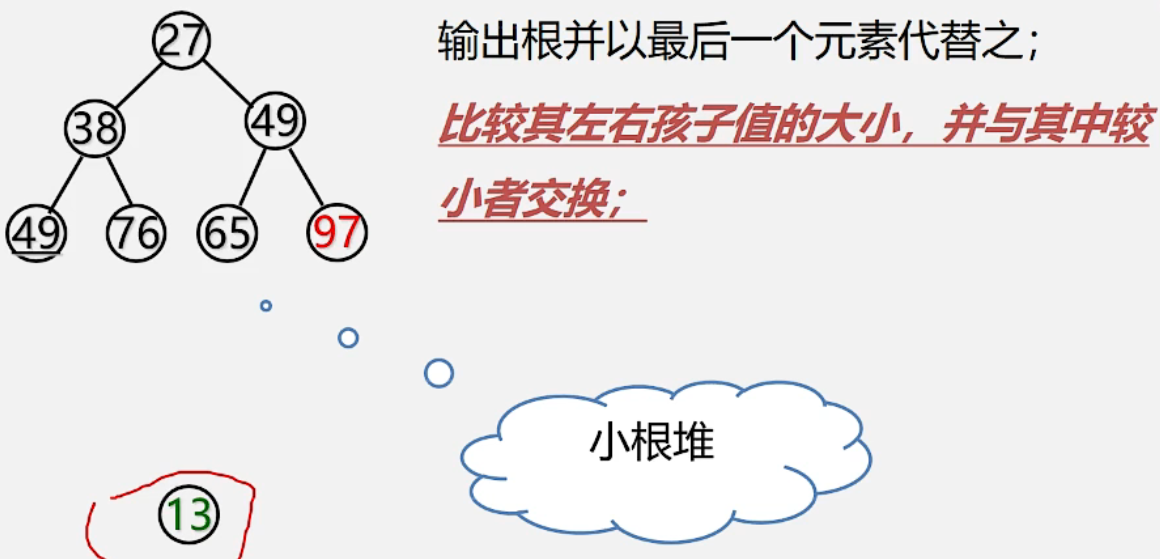 27
输出根并以最后一个元素代替之；
38
49
比较其左右孩子值的大小，并与其中较
小者交换；
49
76
65
97
小根堆
13